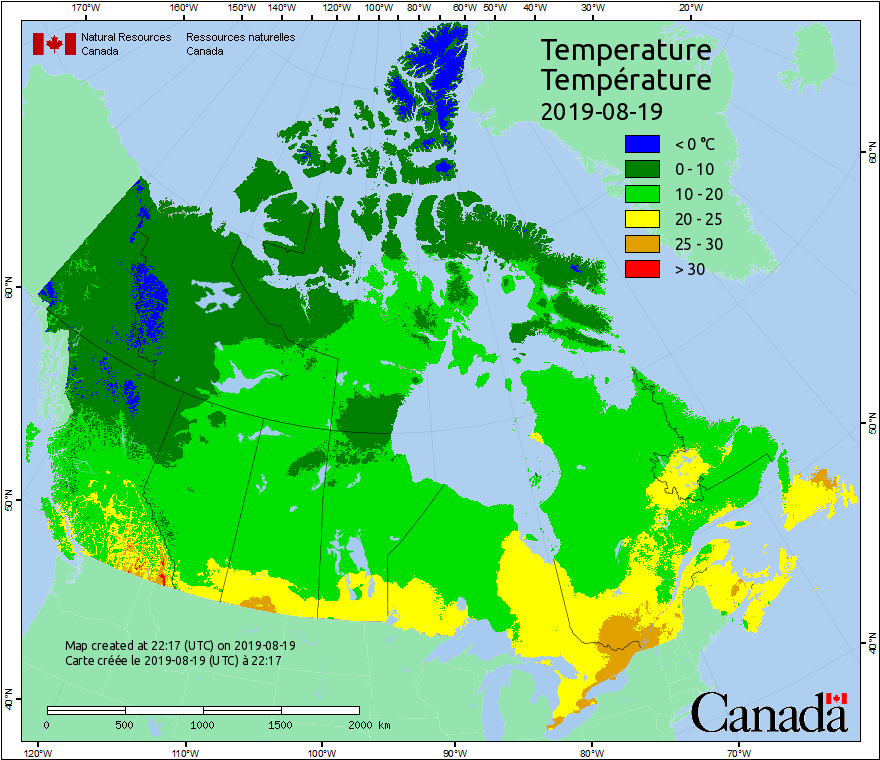 170°W 160°W 150°W 140°W 130°W 120°W 110°W 100°W 80°W 60°W 50°W 40°W 30°W 20°W
Natural Resources Canada
Ressources naturelles Canada
Temperature
Température
2019-08-19
< 0 °C
0 - 10
10 - 20
20 - 25
25 - 30
> 30
60°N
50°N
40°N
60°N
50°N
40°N
Map created at 22:17 (UTC) on 2019-08-19
Carte créée le 2019-08-19 (UTC) à 22:17
0 500 1000 1500 2000 km
Canada
120°W 110°W 100°W 90°W 80°W 70°W